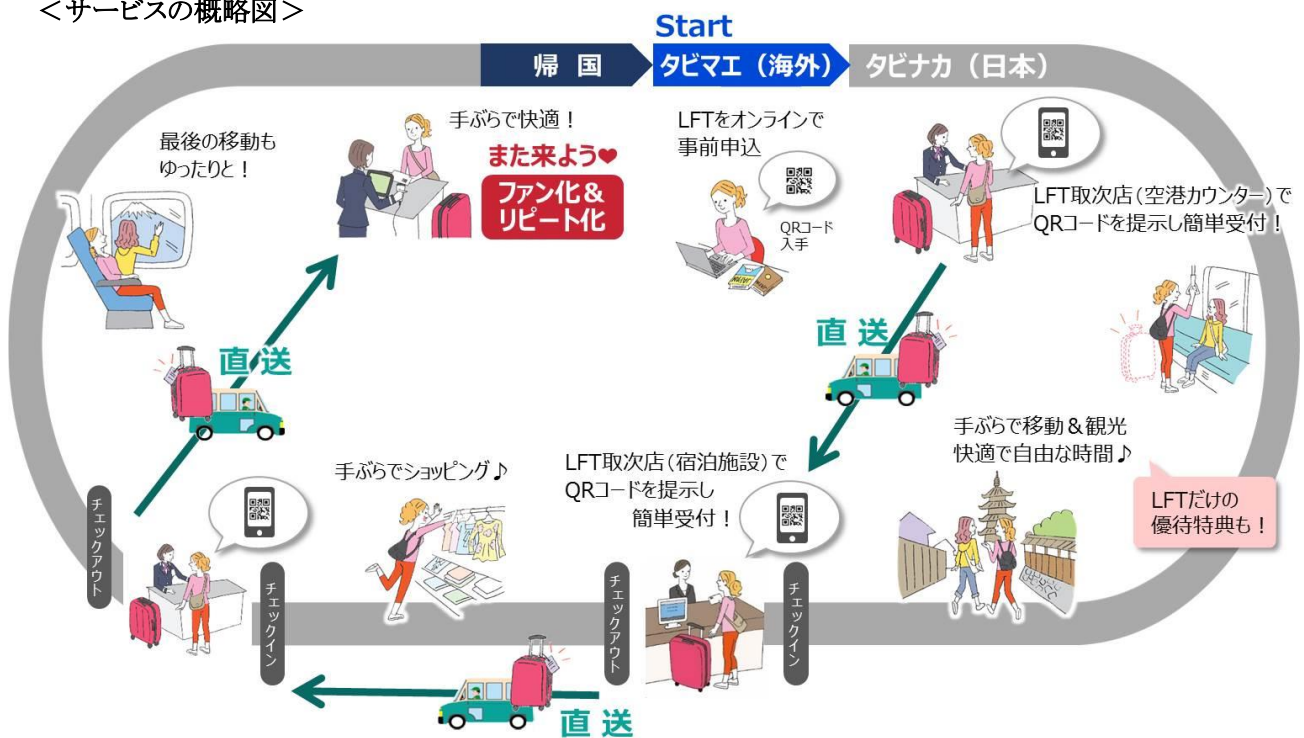 ＜サービスの概略図＞
Start
帰 国
タビマエ（海外）
タビナカ（日本）
LFTをオンラインで
事前申込
QRコード
入手
LFT取次店（空港カウンター）で
QRコードを提示し簡単受付！
直 送
手ぶらで移動＆観光
快適で自由な時間♪
LFTだけの
優待特典も！
チェックイン
LFT取次店（宿泊施設）で
QRコードを提示し
簡単受付！
チェックアウト
直 送
手ぶらでショッピング♪
チェックイン
チェックアウト
直 送
最後の移動も
ゆったりと！
手ぶらで快適！
また来よう♥
ファン化＆
リピート化